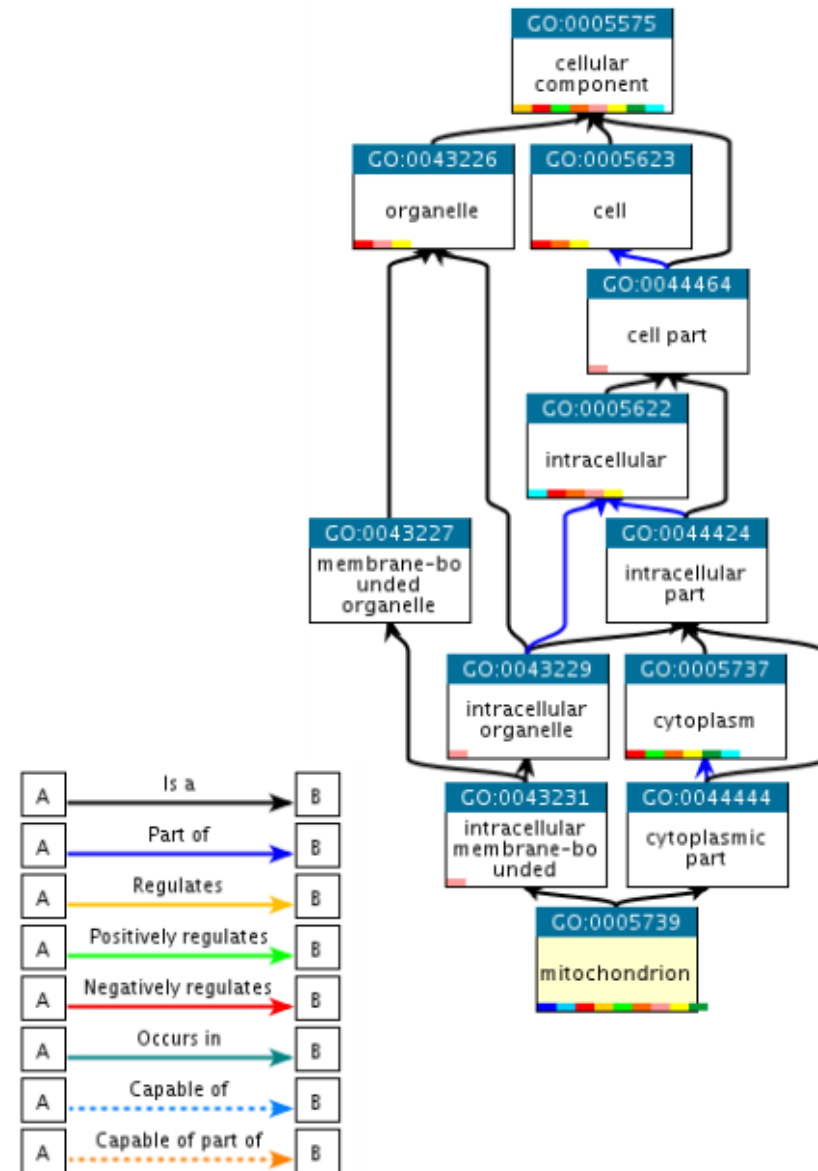 GO:0005575
cellular
component
GO:0043226
organelle
GO:0005623
cell
GO:0044464
cell part
GO:0005622
intracellular
GO:0043227
membrane-bo
unded
organelle
GO:0044424
intracellular
part
GO:0043229
intracellular
organelle
GO:0005737
cytoplasm
GO:0043231
intracellular
membrane-bo
unded
GO:0044444
cytoplasmic
part
GO:0005739
mitochondrion
A Is a B
A Part of B
A Regulates B
A Positively regulates B
A Negatively regulates B
A Occurs in B
A Capable of B
A Capable of part of B